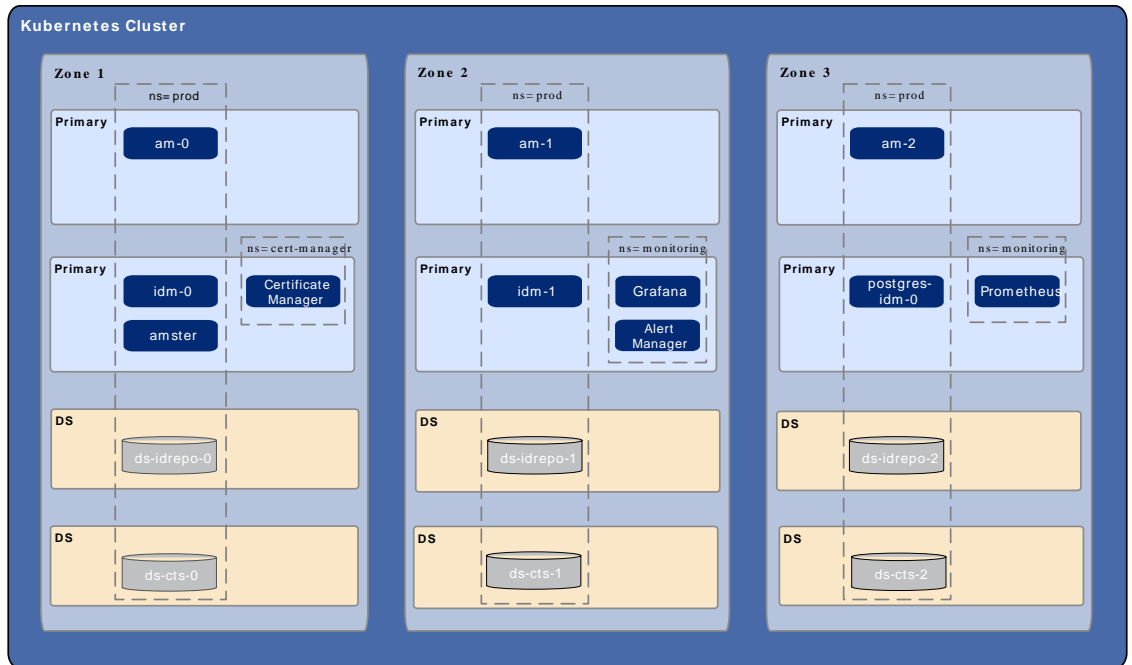 Kubernetes Cluster
Zone 1
ns=prod
Primary
am-0
ns=cert-manager
Primary
idm-0
Certificate
Manager
amster
DS
ds-idrepo-0
DS
ds-cts-0
Zone 2
ns=prod
Primary
am-1
ns=monitoring
Primary
idm-1
Grafana
Alert
Manager
DS
ds-idrepo-1
DS
ds-cts-1
Zone 3
ns=prod
Primary
am-2
ns=monitoring
Primary
postgres-
idm-0
Prometheus
DS
ds-idrepo-2
DS
ds-cts-2